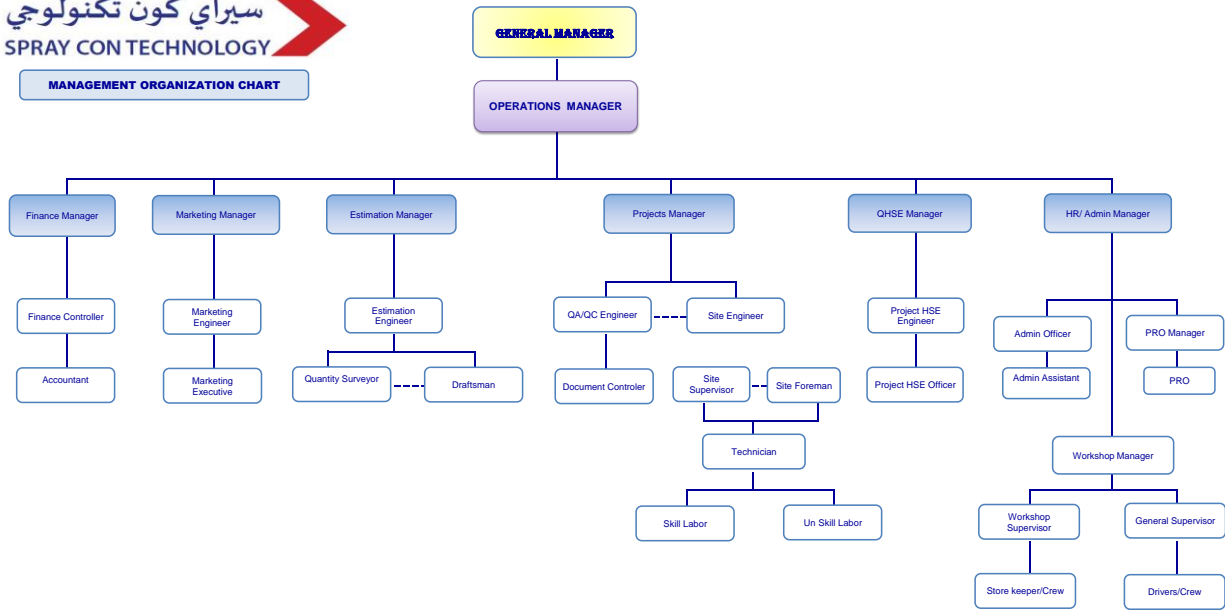 سبراي كون تكنولوجي
SPRAY CON TECHNOLOGY
MANAGEMENT ORGANIZATION CHART
GENERAL MANAGER
OPERATIONS MANAGER
Finance Manager
Marketing Manager
Estimation Manager
Projects Manager
QHSE Manager
HR/ Admin Manager
Finance Controller
Marketing
Engineer
Estimation
Engineer
QA/QC Engineer
Site Engineer
Project HSE
Engineer
Admin Officer
PRO Manager
Accountant
Marketing
Executive
Quantity Surveyor
Draftsman
Document Controler
Site
Supervisor
Site Foreman
Project HSE Officer
Admin Assistant
PRO
Technician
Workshop Manager
Skill Labor
Un Skill Labor
Workshop
Supervisor
General Supervisor
Store keeper/Crew
Drivers/Crew